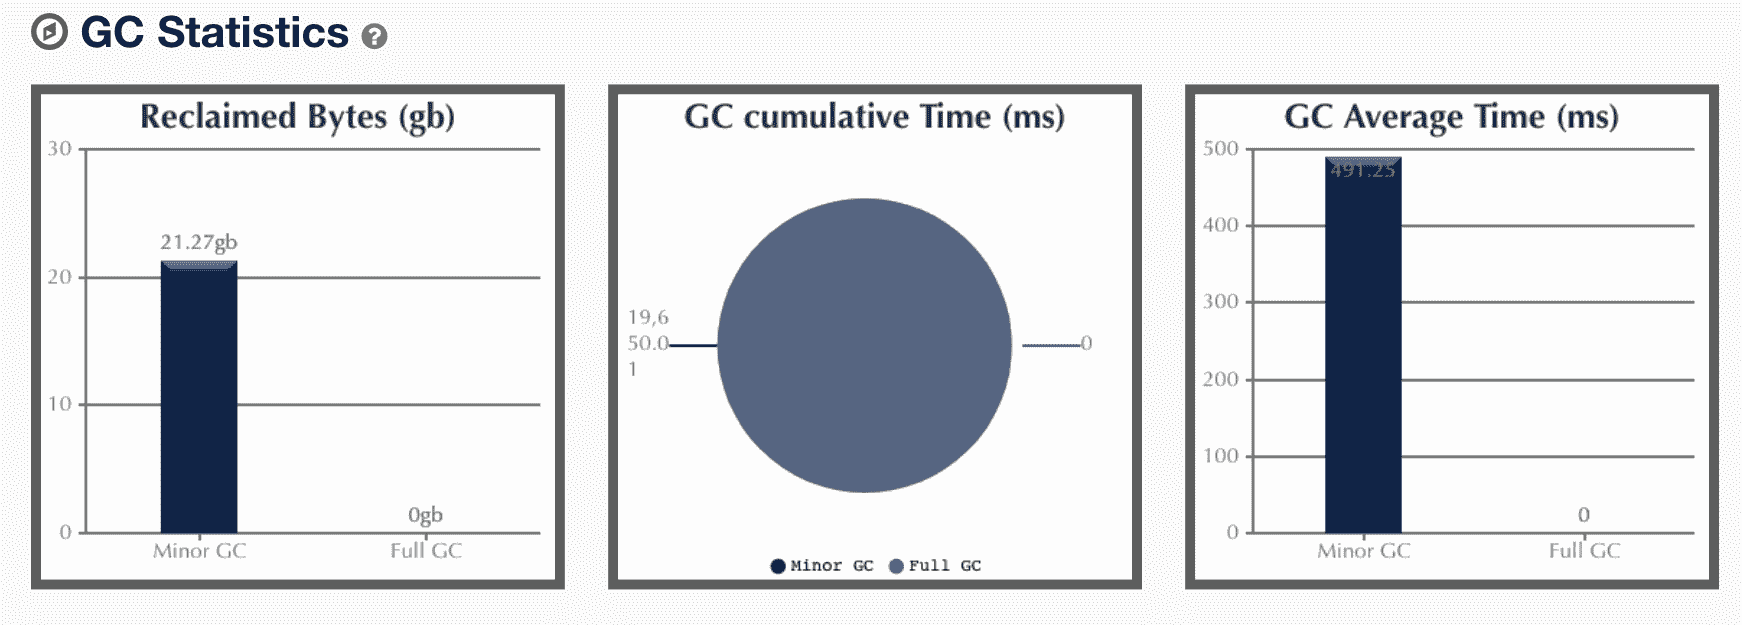 GC Statistics ?
Reclaimed Bytes (gb)
30
20
10
0
21.27gb
0gb
Minor GC
Full GC
GC cumulative Time (ms)
19,6
50.0
1
0
Minor GC Full GC
GC Average Time (ms)
500
400
300
200
100
0
491.25
0
Minor GC
Full GC